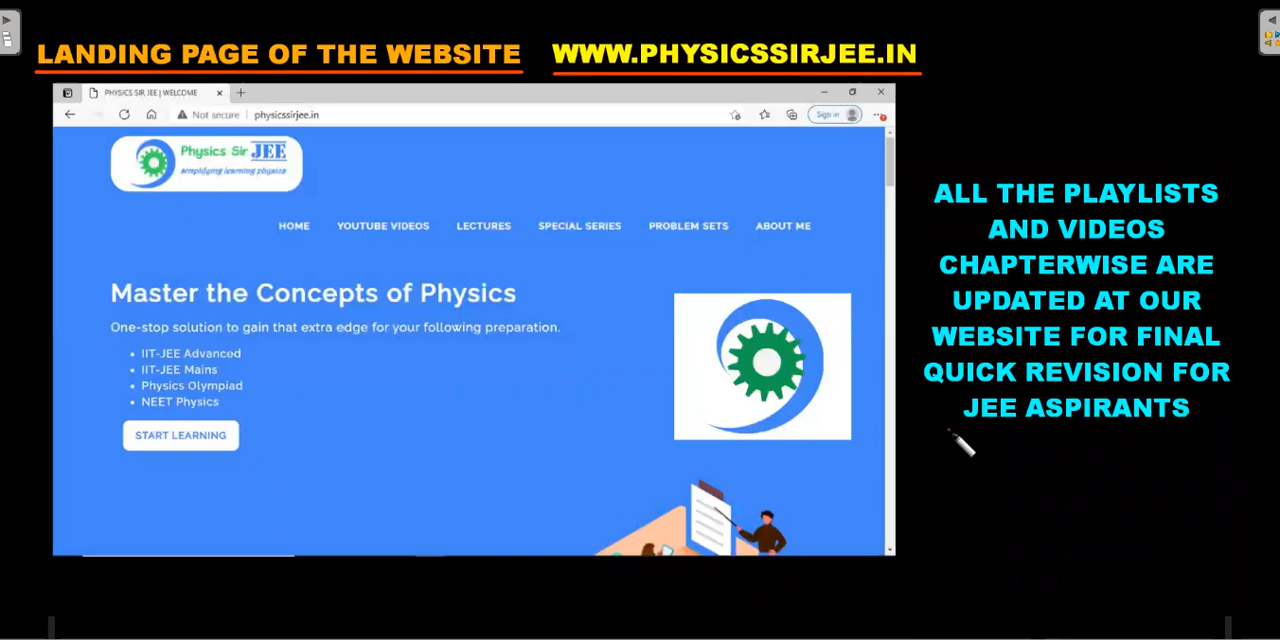 LANDING PAGE OF THE WEBSITE WWW.PHYSICSSIRJEE.IN
PHYSICS SIR JEE | WELCOME
Not secure | physicssirjee.in
Sign in
Physics Sir JEE
simplifying learning physics
HOME YOUTUBE VIDEOS LECTURES SPECIAL SERIES PROBLEM SETS ABOUT ME
Master the Concepts of Physics
One-stop solution to gain that extra edge for your following preparation.
• IIT-JEE Advanced
• IIT-JEE Mains
• Physics Olympiad
• NEET Physics
START LEARNING
ALL THE PLAYLISTS
AND VIDEOS
CHAPTERWISE ARE
UPDATED AT OUR
WEBSITE FOR FINAL
QUICK REVISION FOR
JEE ASPIRANTS